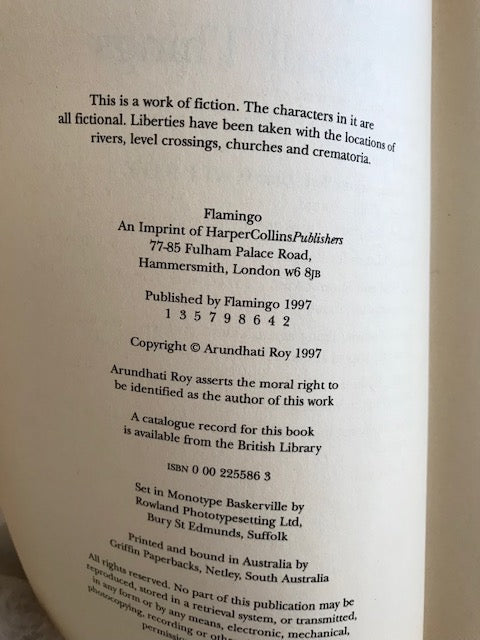 This is a work of fiction. The characters in it are
all fictional. Liberties have been taken with the locations of
rivers, level crossings, churches and crematoria.
Flamingo
An Imprint of HarperCollinsPublishers
77-85 Fulham Palace Road,
Hammersmith, London W6 8JB
Published by Flamingo 1997
1 3 5 7 9 8 6 4 2
Copyright © Arundhati Roy 1997
Arundhati Roy asserts the moral right to
be identified as the author of this work
A catalogue record for this book
is available from the British Library
ISBN 0 00 225586 3
Set in Monotype Baskerville by
Rowland Phototypesetting Ltd,
Bury St Edmunds, Suffolk
Printed and bound in Australia by
Griffin Paperbacks, Netley, South Australia
All rights reserved. No part of this publication may be
reproduced, stored in a retrieval system, or transmitted,
in any form or by any means, electronic, mechanical,
photocopying, recording or